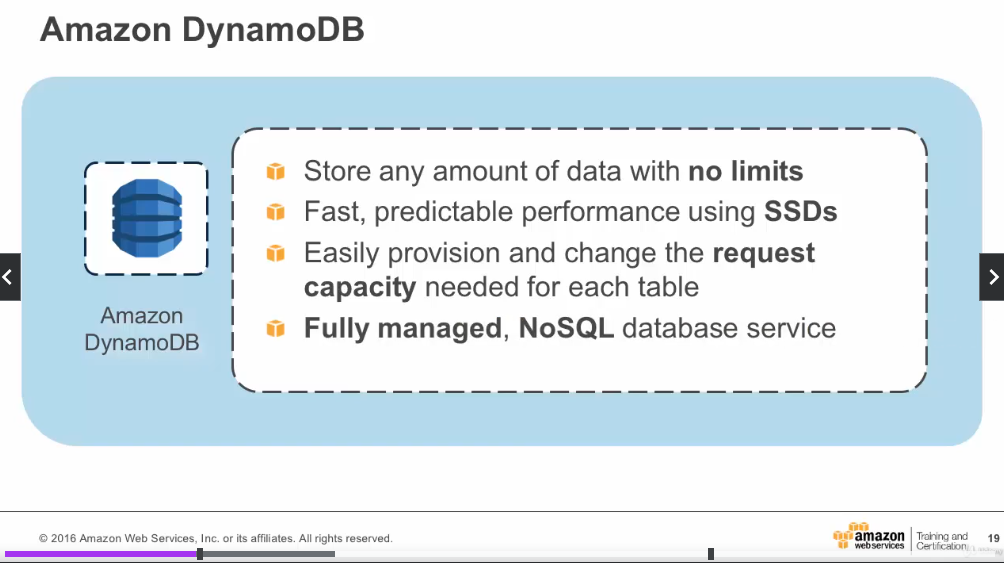 Amazon DynamoDB
Store any amount of data with no limits
Fast, predictable performance using SSDs
Easily provision and change the request
capacity needed for each table
Fully managed, NoSQL database service
Amazon
DynamoDB
© 2016 Amazon Web Services, Inc. or its affiliates. All rights reserved.
amazon
webservices
Training and
Certification
19